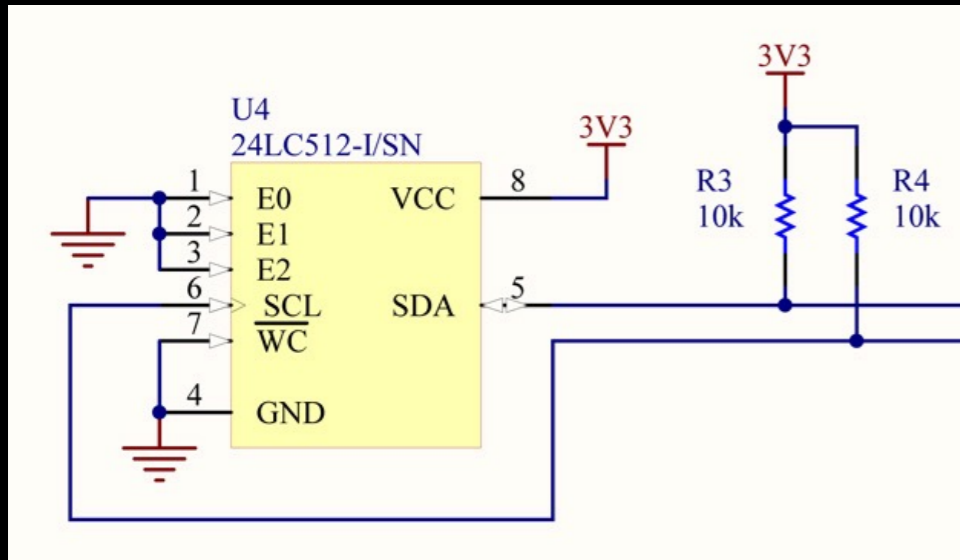 3V3
U4
24LC512-I/SN
3V3
1 E0 VCC 8
R3 R4
2 E1
10k 10k
3 E2
6 SCL SDA 5
7 WC
4 GND